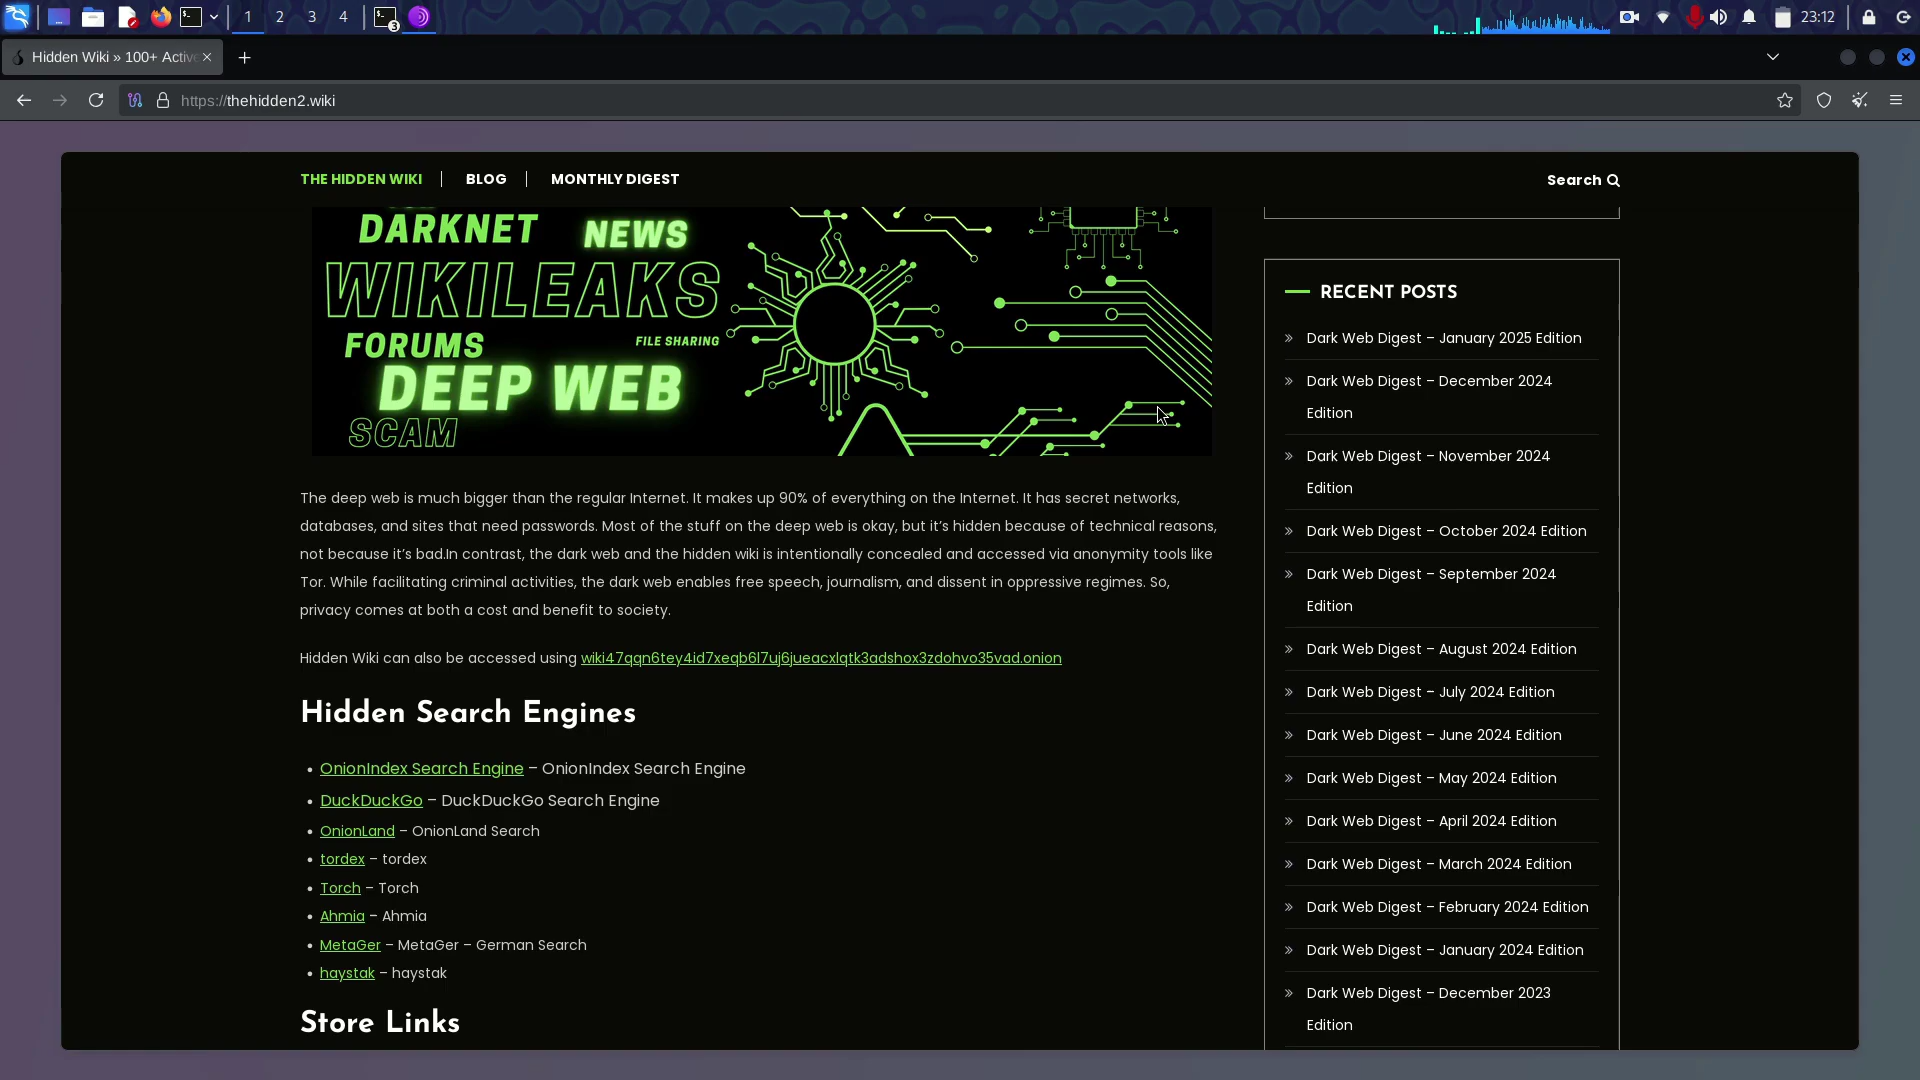 1
2
3
4
3
23:12
Hidden Wiki » 100+ Active
https://thehidden2.wiki
THE HIDDEN WIKI
BLOG
MONTHLY DIGEST
Search
DARKNET
NEWS
WIKILEAKS
FORUMS
FILE SHARING
DEEP WEB
SCAM
The deep web is much bigger than the regular Internet. It makes up 90% of everything on the Internet. It has secret networks,
databases, and sites that need passwords. Most of the stuff on the deep web is okay, but it’s hidden because of technical reasons,
not because it’s bad.In contrast, the dark web and the hidden wiki is intentionally concealed and accessed via anonymity tools like
Tor. While facilitating criminal activities, the dark web enables free speech, journalism, and dissent in oppressive regimes. So,
privacy comes at both a cost and benefit to society.
Hidden Wiki can also be accessed using wiki47qqn6tey4id7xeqb6l7uj6jueacxlqtk3adshox3zdohvo35vad.onion
Hidden Search Engines
• OnionIndex Search Engine – OnionIndex Search Engine
• DuckDuckGo – DuckDuckGo Search Engine
• OnionLand – OnionLand Search
• tordex – tordex
• Torch – Torch
• Ahmia – Ahmia
• MetaGer – MetaGer – German Search
• haystak – haystak
Store Links
RECENT POSTS
» Dark Web Digest – January 2025 Edition
» Dark Web Digest – December 2024
Edition
» Dark Web Digest – November 2024
Edition
» Dark Web Digest – October 2024 Edition
» Dark Web Digest – September 2024
Edition
» Dark Web Digest – August 2024 Edition
» Dark Web Digest – July 2024 Edition
» Dark Web Digest – June 2024 Edition
» Dark Web Digest – May 2024 Edition
» Dark Web Digest – April 2024 Edition
» Dark Web Digest – March 2024 Edition
» Dark Web Digest – February 2024 Edition
» Dark Web Digest – January 2024 Edition
» Dark Web Digest – December 2023
Edition